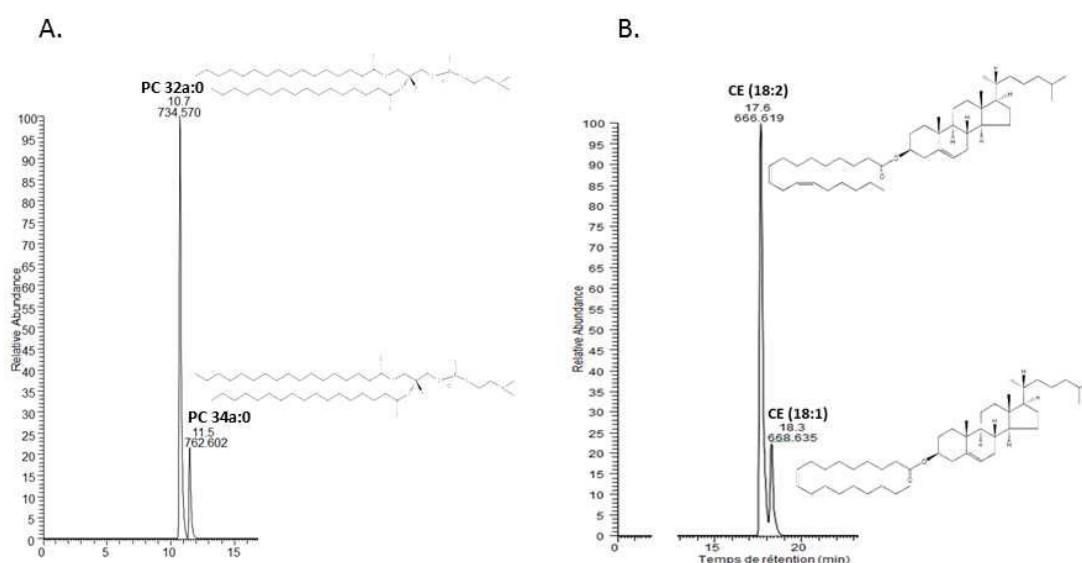 A.
PC 32a:0
10.7
734.570
100
95
90
85
80
75
70
65
60
55
50
45
40
35
30
25
20
15
10
5
0
Relative Abundance
PC 34a:0
11.5
762.602
0
5
10
15
B.
CE (18:2)
17.6
666.619
100
95
90
85
80
75
70
65
60
55
50
45
40
35
30
25
20
15
10
5
0
Relative Abundance
H
H
H
H
O
O
CE (18:1)
18.3
668.635
H
H
H
H
O
O
0
15
20
Temps de rétention (min)